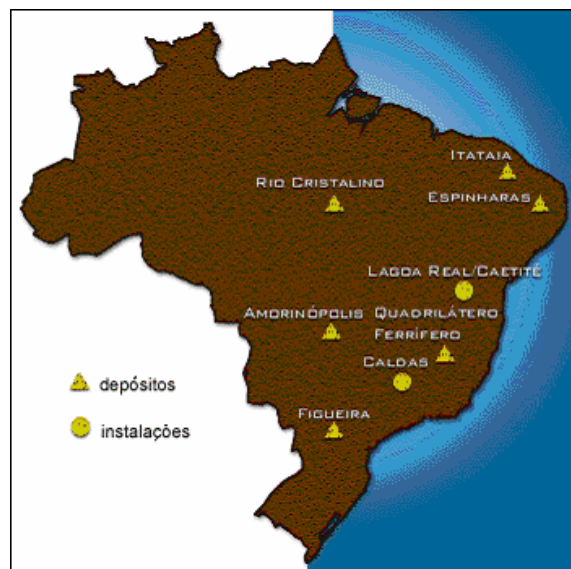 ITATAIA
RIO CRISTALINO
ESPINHARAS
LAGOA REAL/CAETITÉ
AMORINÓPOLIS
QUADRILÁTERO
FERRÍFERO
CALDAS
depósitos
FIGUEIRA
instalações